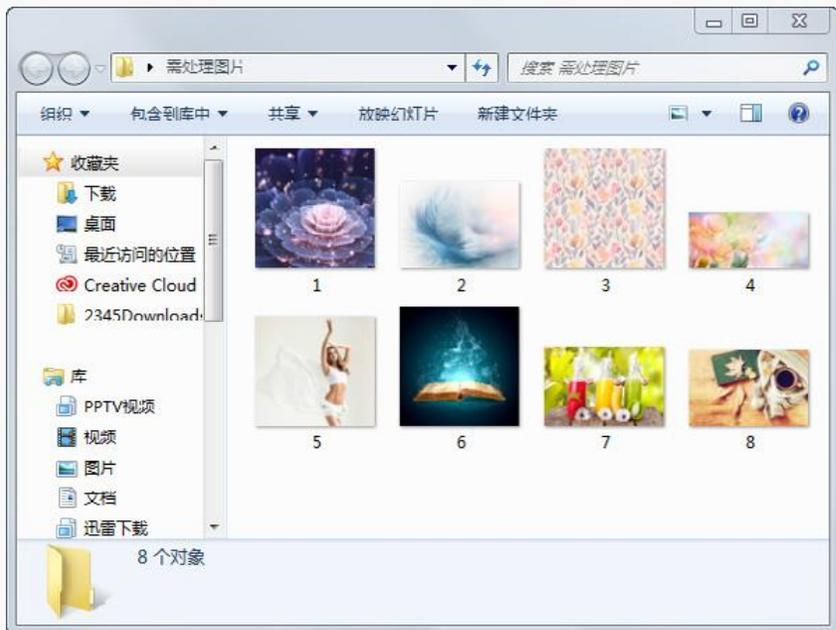 需处理图片
搜索 需处理图片
组织
包含到库中
共享
放映幻灯片
新建文件夹
收藏夹
下载
桌面
最近访问的位置
Creative Cloud
2345Downloads
库
PPTV视频
视频
图片
文档
迅雷下载
1
2
3
4
5
6
7
8
8 个对象